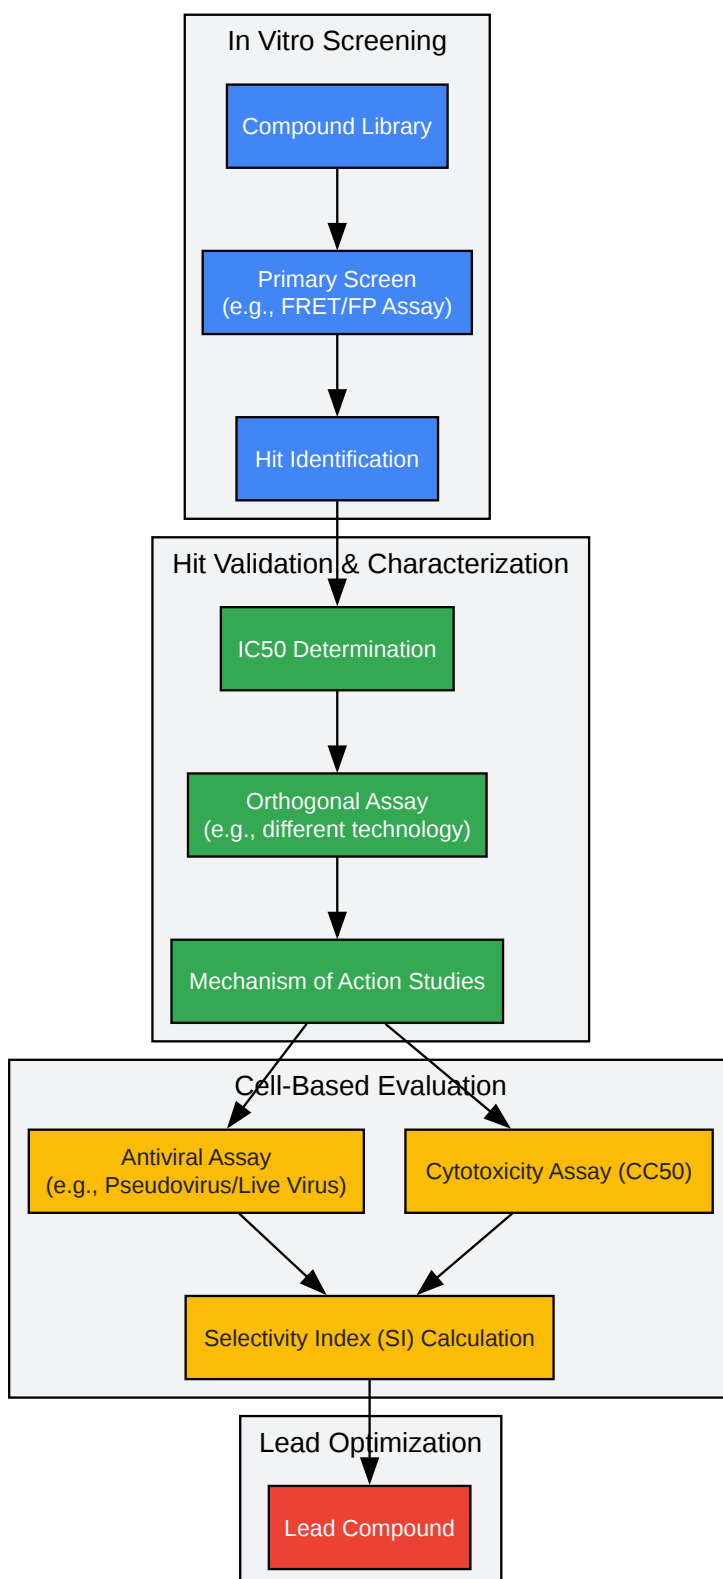 In Vitro Screening
Compound Library
Primary Screen
(e.g., FRET/FP Assay)
Hit Identification
Hit Validation & Characterization
IC50 Determination
Orthogonal Assay
(e.g., different technology)
Mechanism of Action Studies
Cell-Based Evaluation
Antiviral Assay
(e.g., Pseudovirus/Live Virus)
Cytotoxicity Assay (CC50)
Selectivity Index (SI) Calculation
Lead Optimization
Lead Compound